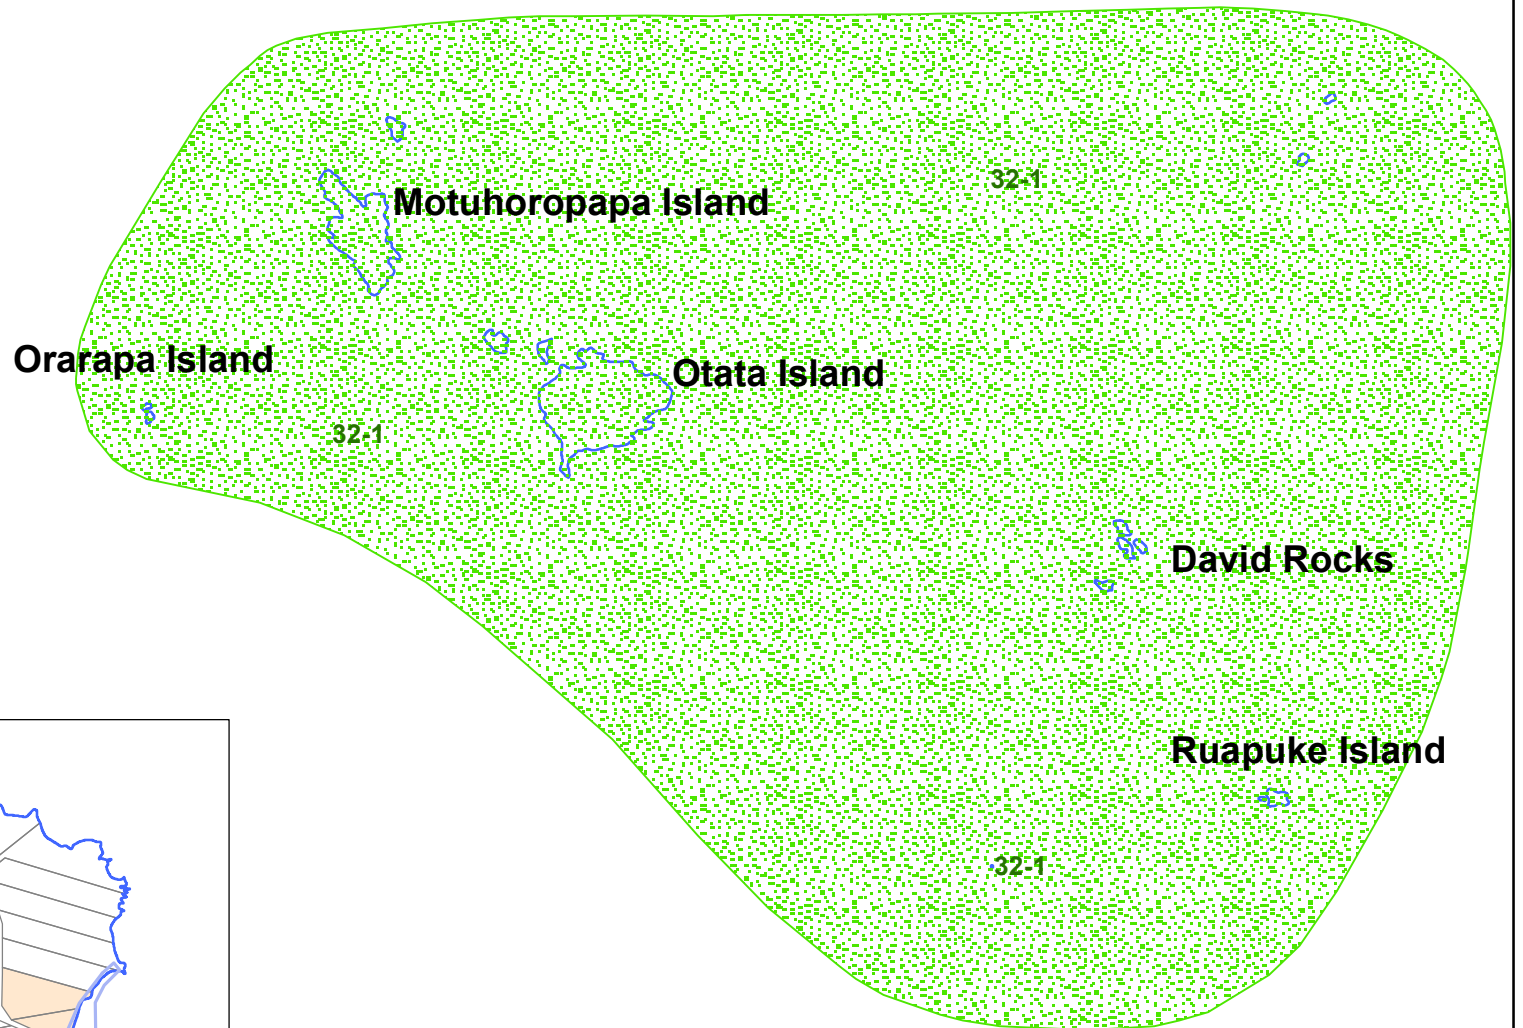 32-1
Motuhoropapa Island
Orarapa Island
Otata Island
32-1
David Rocks
Ruapuke Island
32-1